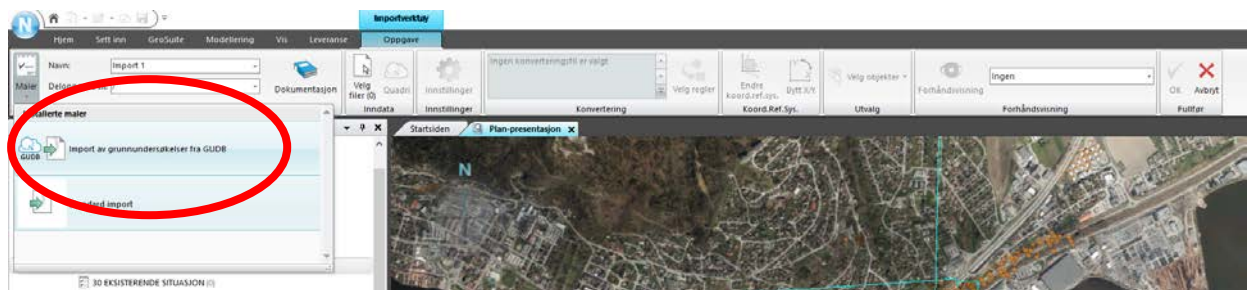 N
Importverktøy
Hjem Sett inn GeoSuite Modellering Vis Leveranse Oppgave
Maler
Navn: Import 1
Dokumentasjon
Velg filer (0)
Quadri
Inndata
Innstillinger
Innstillinger
Ingen konverteringsfil er valgt
Velg regler
Konvertering
Endre koord.ref.sys.
Bytt X/Y
Koord.Ref.Sys.
Velg objekter
Utvalg
Forhåndsvisning
Ingen
Forhåndsvisning
OK
Avbryt
Fullfør
maler
GUDB
Import av grunnundersøkelser fra GUDB
import
Startsiden
Plan-presentasjon
N
30 EKSISTERENDE SITUASJON (0)